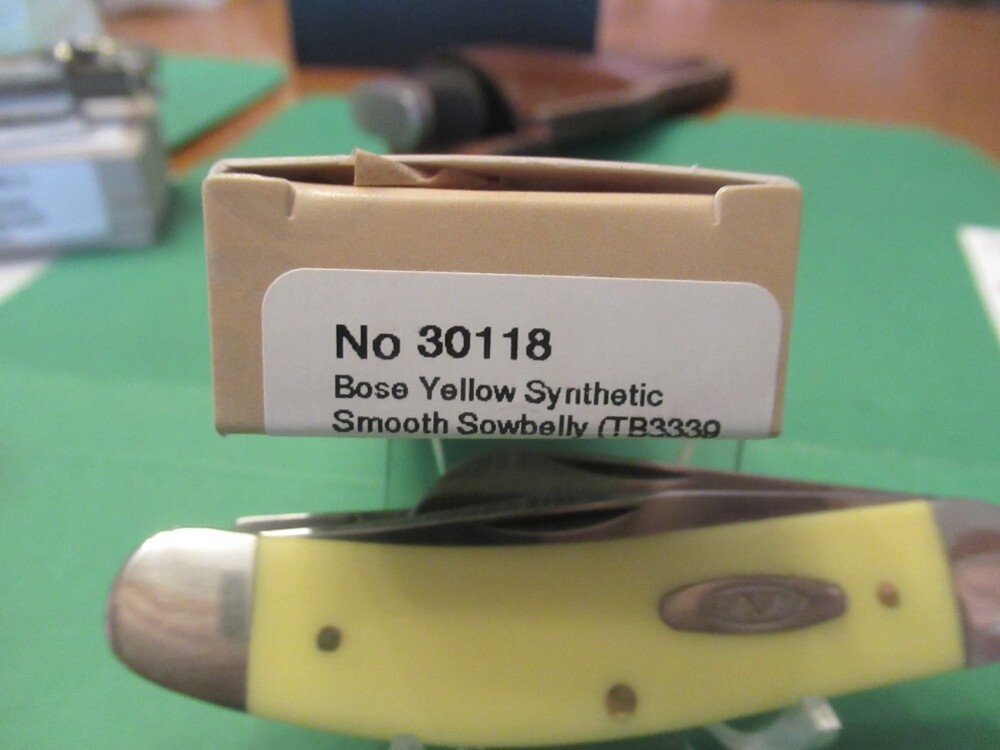 No 30118
Bose Yellow Synthetic
Smooth Sowbelly (TB3339